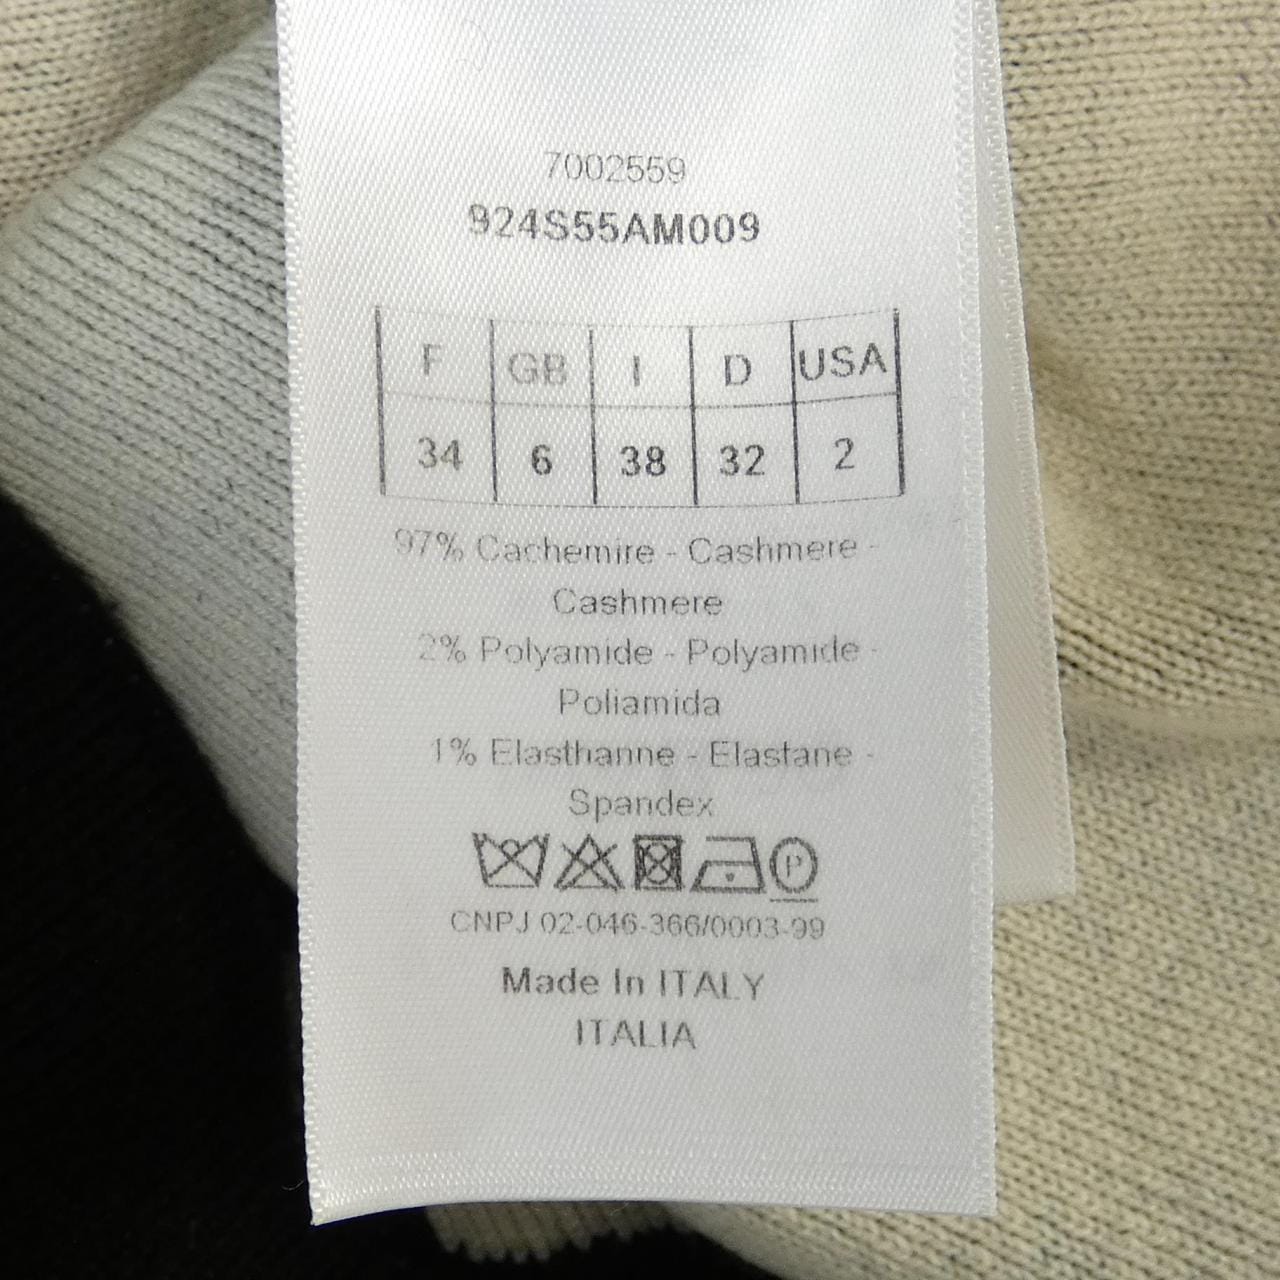 7002559
924S55AM009
F GB I D USA
34 6 38 32 2
97% Cachemire - Cashmere -
Cashmere
2% Polyamide - Polyamide -
Poliamida
1% Elasthanne - Elastane -
Spandex
P
CNPJ 02-046-366/0003-99
Made In ITALY
ITALIA